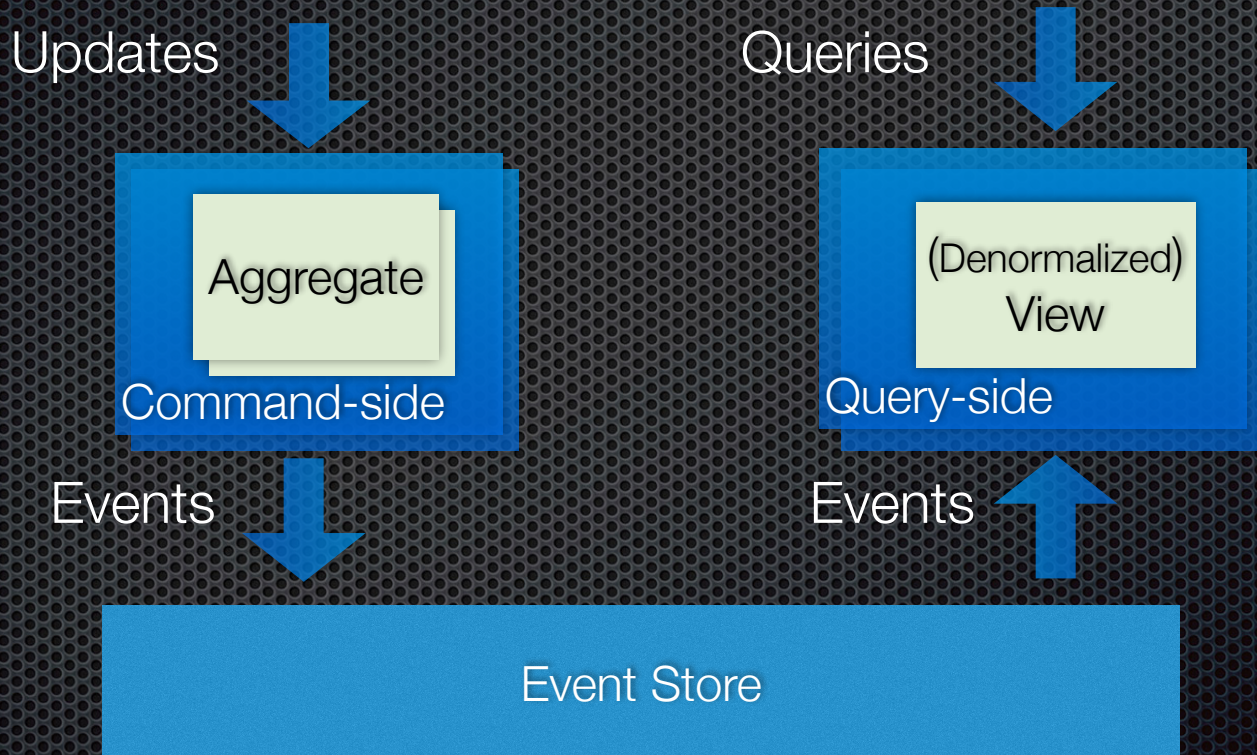 Updates
Queries
Aggregate
(Denormalized)
View
Command-side
Query-side
Events
Events
Event Store